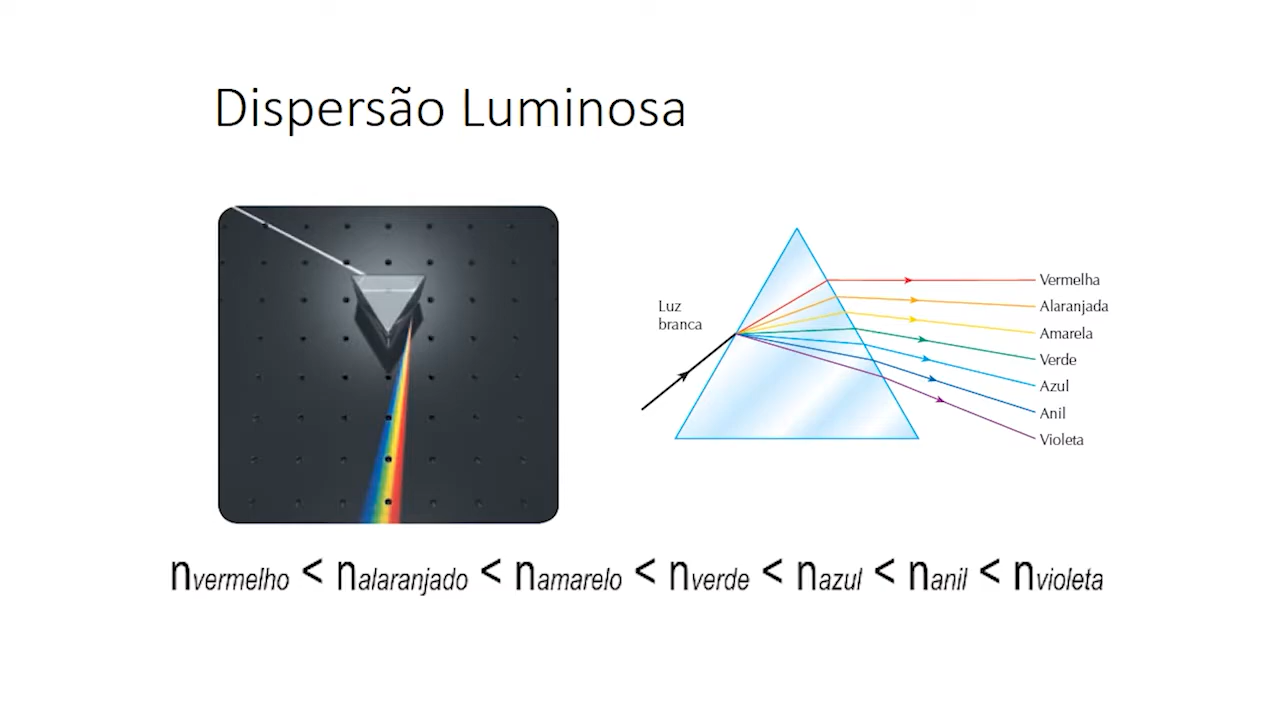 Dispersão Luminosa
Luz
branca
Vermelha
Alaranjada
Amarela
Verde
Azul
Anil
Violeta
nvermelho < nalaranjado < namarelo < nverde < nazul < nanil < nvioleta